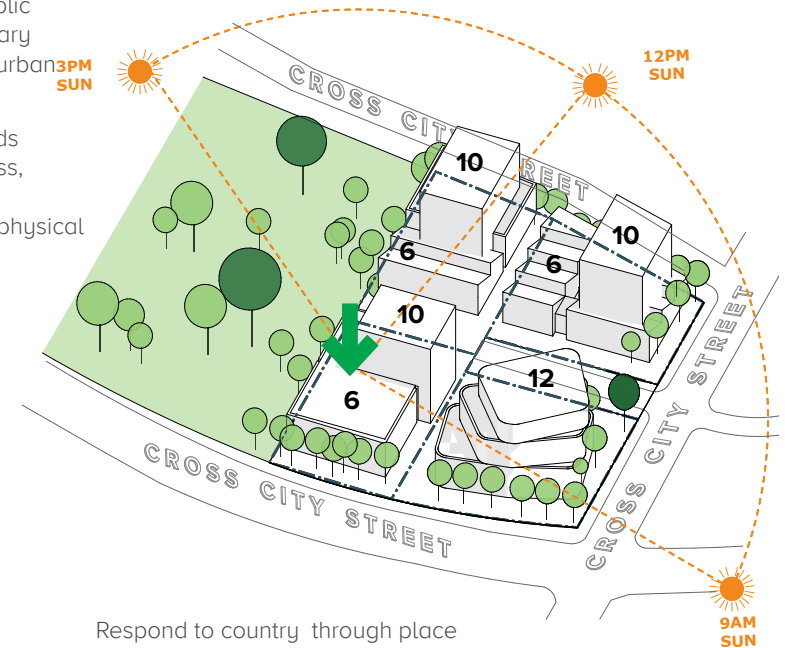 blic
ary
urban
ds
ss,
physical
3PM
SUN
12PM
SUN
CROSS CITY STREET
10
10
6
6
10
12
6
CROSS CITY STREET
CROSS CITY STREET
CROSS CITY STREET
9AM
SUN
Respond to country through place